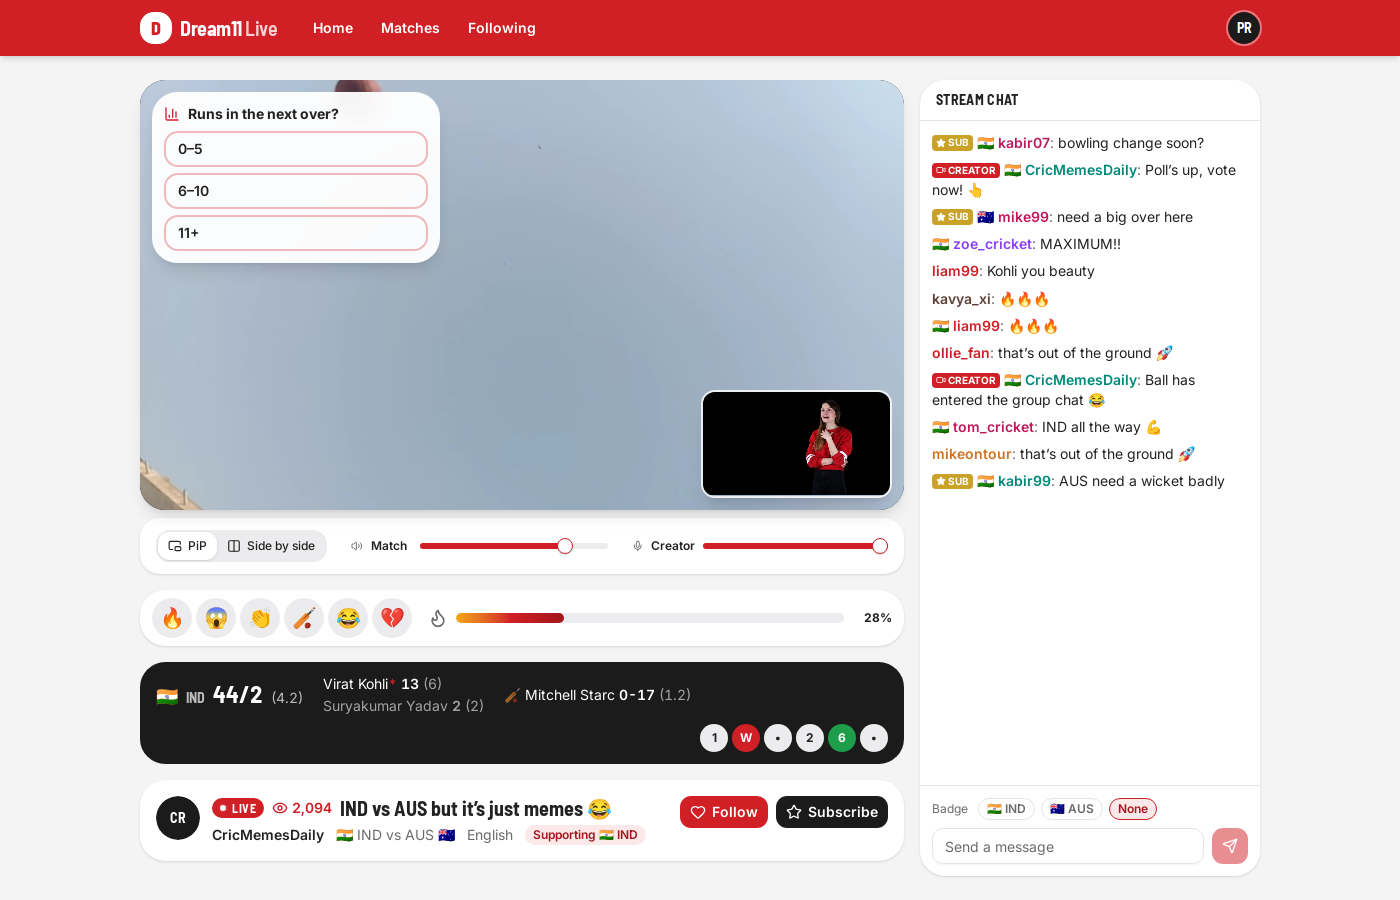 D Dream11 Live Home Matches Following PR
Runs in the next over?
0–5
6–10
11+
PiP Side by side Match Creator
28%
IND 44/2 (4.2)
Virat Kohli* 13 (6)
Suryakumar Yadav 2 (2)
Mitchell Starc 0-17 (1.2)
1 W • 2 6 •
CR
LIVE 2,094 IND vs AUS but it’s just memes 😂
CricMemesDaily 🇮🇳 IND vs AUS 🇦🇺 English Supporting 🇮🇳 IND
Follow Subscribe
STREAM CHAT
SUB 🇮🇳 kabir07: bowling change soon?
CREATOR 🇮🇳 CricMemesDaily: Poll’s up, vote
now! 👆
SUB 🇦🇺 mike99: need a big over here
🇮🇳 zoe_cricket: MAXIMUM!!
liam99: Kohli you beauty
kavya_xi: 🔥🔥🔥
🇮🇳 liam99: 🔥🔥🔥
ollie_fan: that’s out of the ground 🚀
CREATOR 🇮🇳 CricMemesDaily: Ball has
entered the group chat 😂
🇮🇳 tom_cricket: IND all the way 💪
mikeontour: that’s out of the ground 🚀
SUB 🇮🇳 kabir99: AUS need a wicket badly
Badge 🇮🇳 IND 🇦🇺 AUS None
Send a message